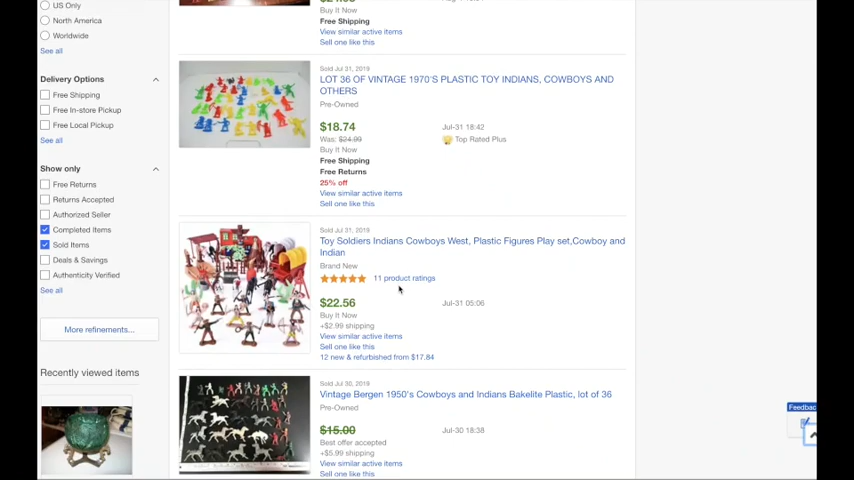 US Only
North America
Worldwide
See all
Delivery Options
Free Shipping
Free In-store Pickup
Free Local Pickup
See all
Show only
Free Returns
Returns Accepted
Authorized Seller
Completed Items
Sold Items
Deals & Savings
Authenticity Verified
See all
More refinements...
Recently viewed items
Buy It Now
Free Shipping
View similar active items
Sell one like this
Sold Jul 31, 2019
LOT 36 OF VINTAGE 1970'S PLASTIC TOY INDIANS, COWBOYS AND
OTHERS
Pre-Owned
$18.74 Jul-31 18:42
Was: $24.99 Top Rated Plus
Buy It Now
Free Shipping
Free Returns
25% off
View similar active items
Sell one like this
Sold Jul 31, 2019
Toy Soldiers Indians Cowboys West, Plastic Figures Play set,Cowboy and
Indian
Brand New
11 product ratings
$22.56 Jul-31 05:06
Buy It Now
+$2.99 shipping
View similar active items
Sell one like this
12 new & refurbished from $17.84
Sold Jul 30, 2019
Vintage Bergen 1950's Cowboys and Indians Bakelite Plastic, lot of 36
Pre-Owned
$15.00 Jul-30 18:38
Best offer accepted
+$5.99 shipping
View similar active items
Sell one like this
Feedbac